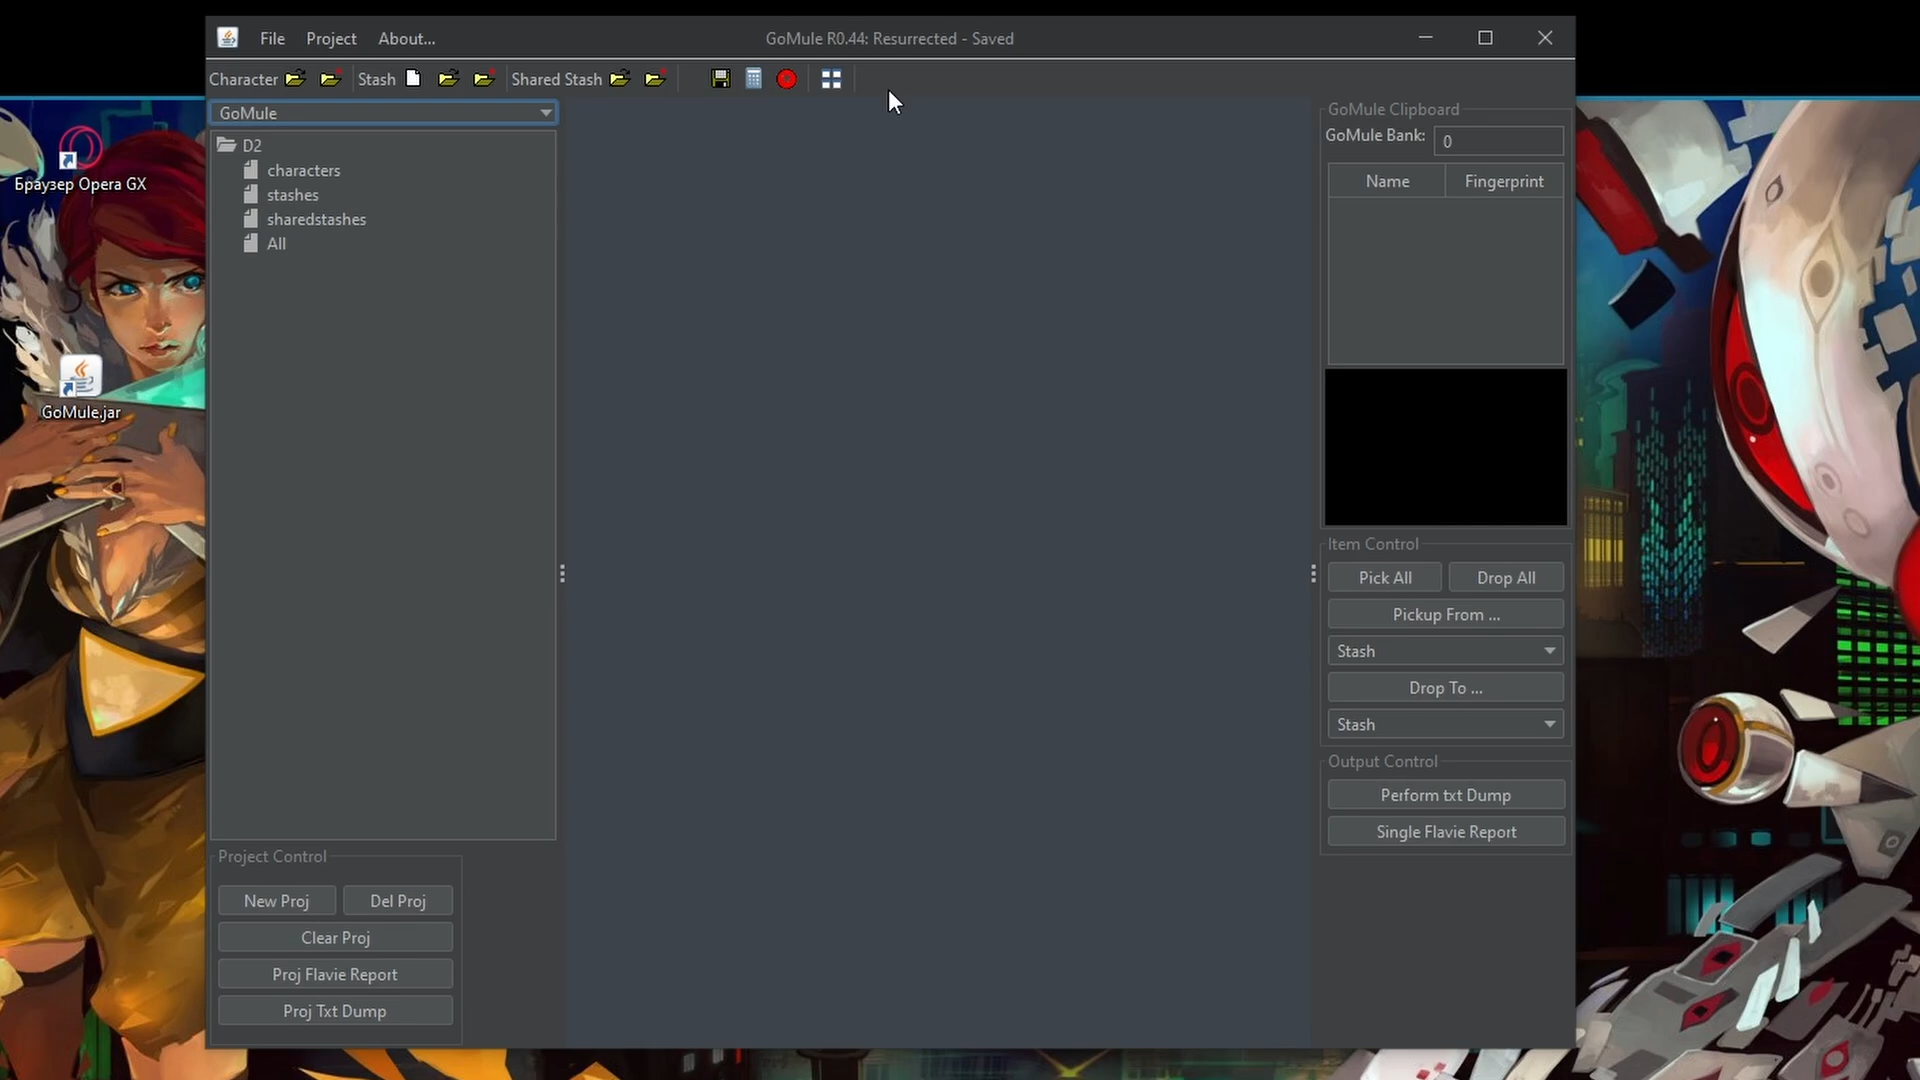 File Project About... GoMule R0.44: Resurrected - Saved
Character Stash Shared Stash
GoMule
D2
characters
stashes
sharedstashes
All
Project Control
New Proj Del Proj
Clear Proj
Proj Flavie Report
Proj Txt Dump
GoMule Clipboard
GoMule Bank: 0
Name Fingerprint
Item Control
Pick All Drop All
Pickup From ...
Stash
Drop To ...
Stash
Output Control
Perform txt Dump
Single Flavie Report
Браузер Opera GX
GoMule.jar